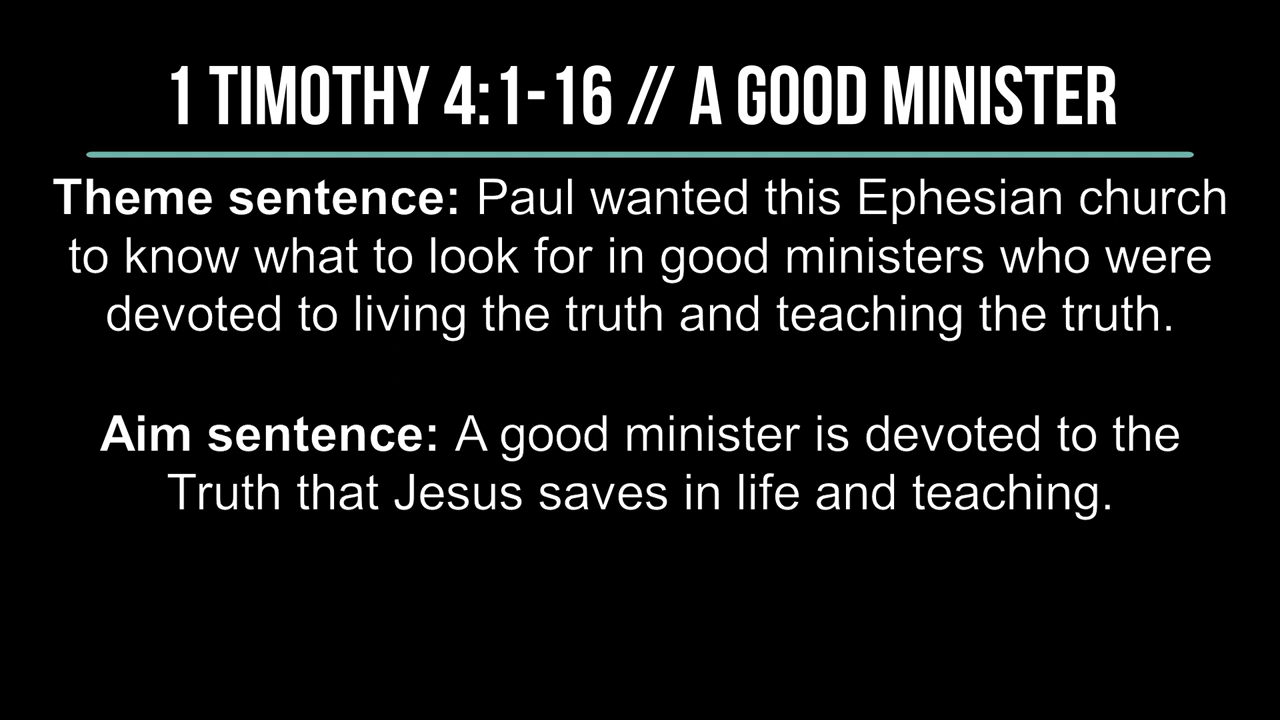 1 TIMOTHY 4:1-16 // A GOOD MINISTER
Theme sentence: Paul wanted this Ephesian church
to know what to look for in good ministers who were
devoted to living the truth and teaching the truth.
Aim sentence: A good minister is devoted to the
Truth that Jesus saves in life and teaching.